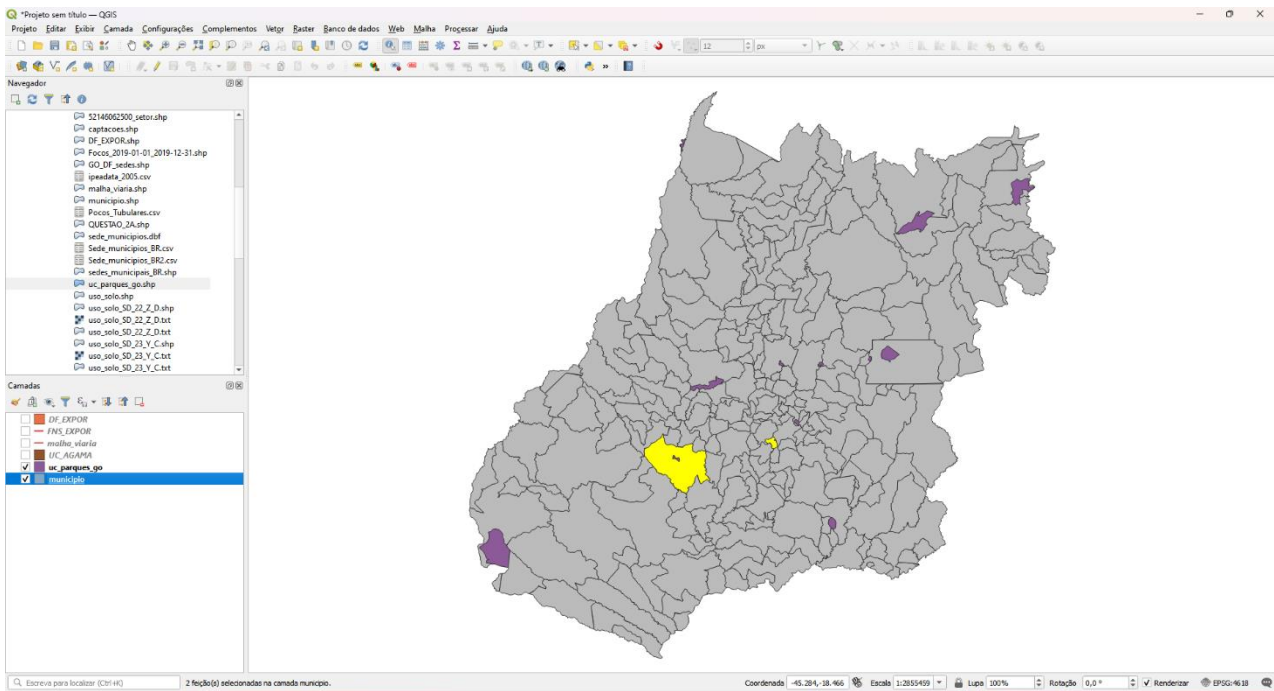 *Projeto sem título — QGIS
Projeto Editar Exibir Camada Configurações Complementos Vetor Raster Banco de dados Web Malha Processar Ajuda
12 px
Navegador
52146062500_setor.shp
captacoes.shp
DF_EXPOR.shp
Focos_2019-01-01_2019-12-31.shp
GO_DF_sedes.shp
ipeadata_2005.csv
malha_viaria.shp
municipio.shp
Pocos_Tubulares.csv
QUESTAO_2A.shp
sede_municipios.dbf
Sede_municipios_BR.csv
Sede_municipios_BR2.csv
sedes_municipais_BR.shp
uc_parques_go.shp
uso_solo.shp
uso_solo_SD_22_Z_D.shp
uso_solo_SD_22_Z_D.txt
uso_solo_SD_22_Z_D.txt
uso_solo_SD_23_Y_C.shp
uso_solo_SD_23_Y_C.txt
uso_solo_SD_23_Y_C.txt
Camadas
DF_EXPOR
FNS_EXPOR
malha_viaria
UC_AGAMA
uc_parques_go
municipio
Escreva para localizar (Ctrl+K) 2 feição(s) selecionadas na camada municipio. Coordenada -45.284,-18.466 Escala 1:2855459 Lupa 100% Rotação 0,0 ° Renderizar EPSG:4618